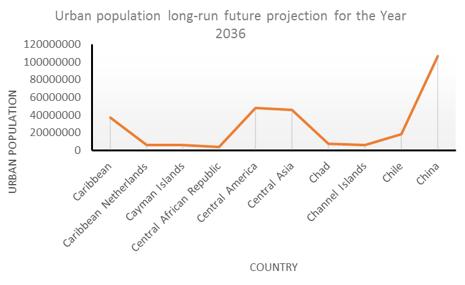 Urban population long-run future projection for the Year
2036
120000000
100000000
80000000
60000000
40000000
20000000
0
URBAN POPULATION
Caribbean
Caribbean Netherlands
Cayman Islands
Central African Republic
Central America
Central Asia
Chad
Channel Islands
Chile
China
COUNTRY